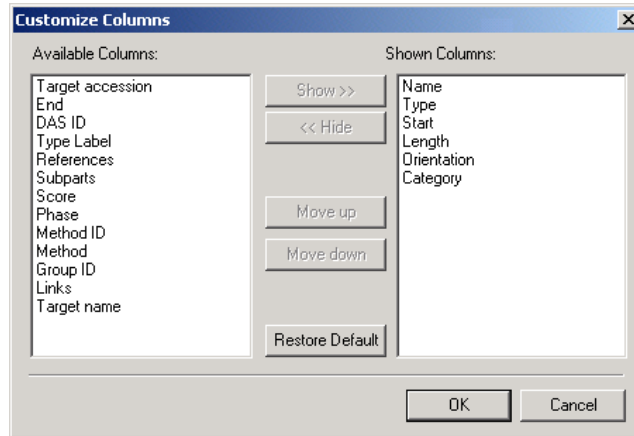 Customize Columns
Available Columns:
Shown Columns:
Target accession
End
DAS ID
Type Label
References
Subparts
Score
Phase
Method ID
Method
Group ID
Links
Target name
Show >>
<< Hide
Move up
Move down
Restore Default
Name
Type
Start
Length
Orientation
Category
OK
Cancel